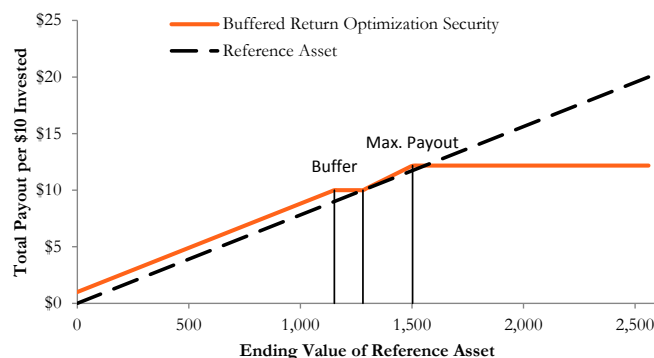 $25
Buffered Return Optimization Security
Reference Asset
$20
$15
Max. Payout
Buffer
$10
$5
$0
0 500 1,000 1,500 2,000 2,500
Total Payout per $10 Invested
Ending Value of Reference Asset